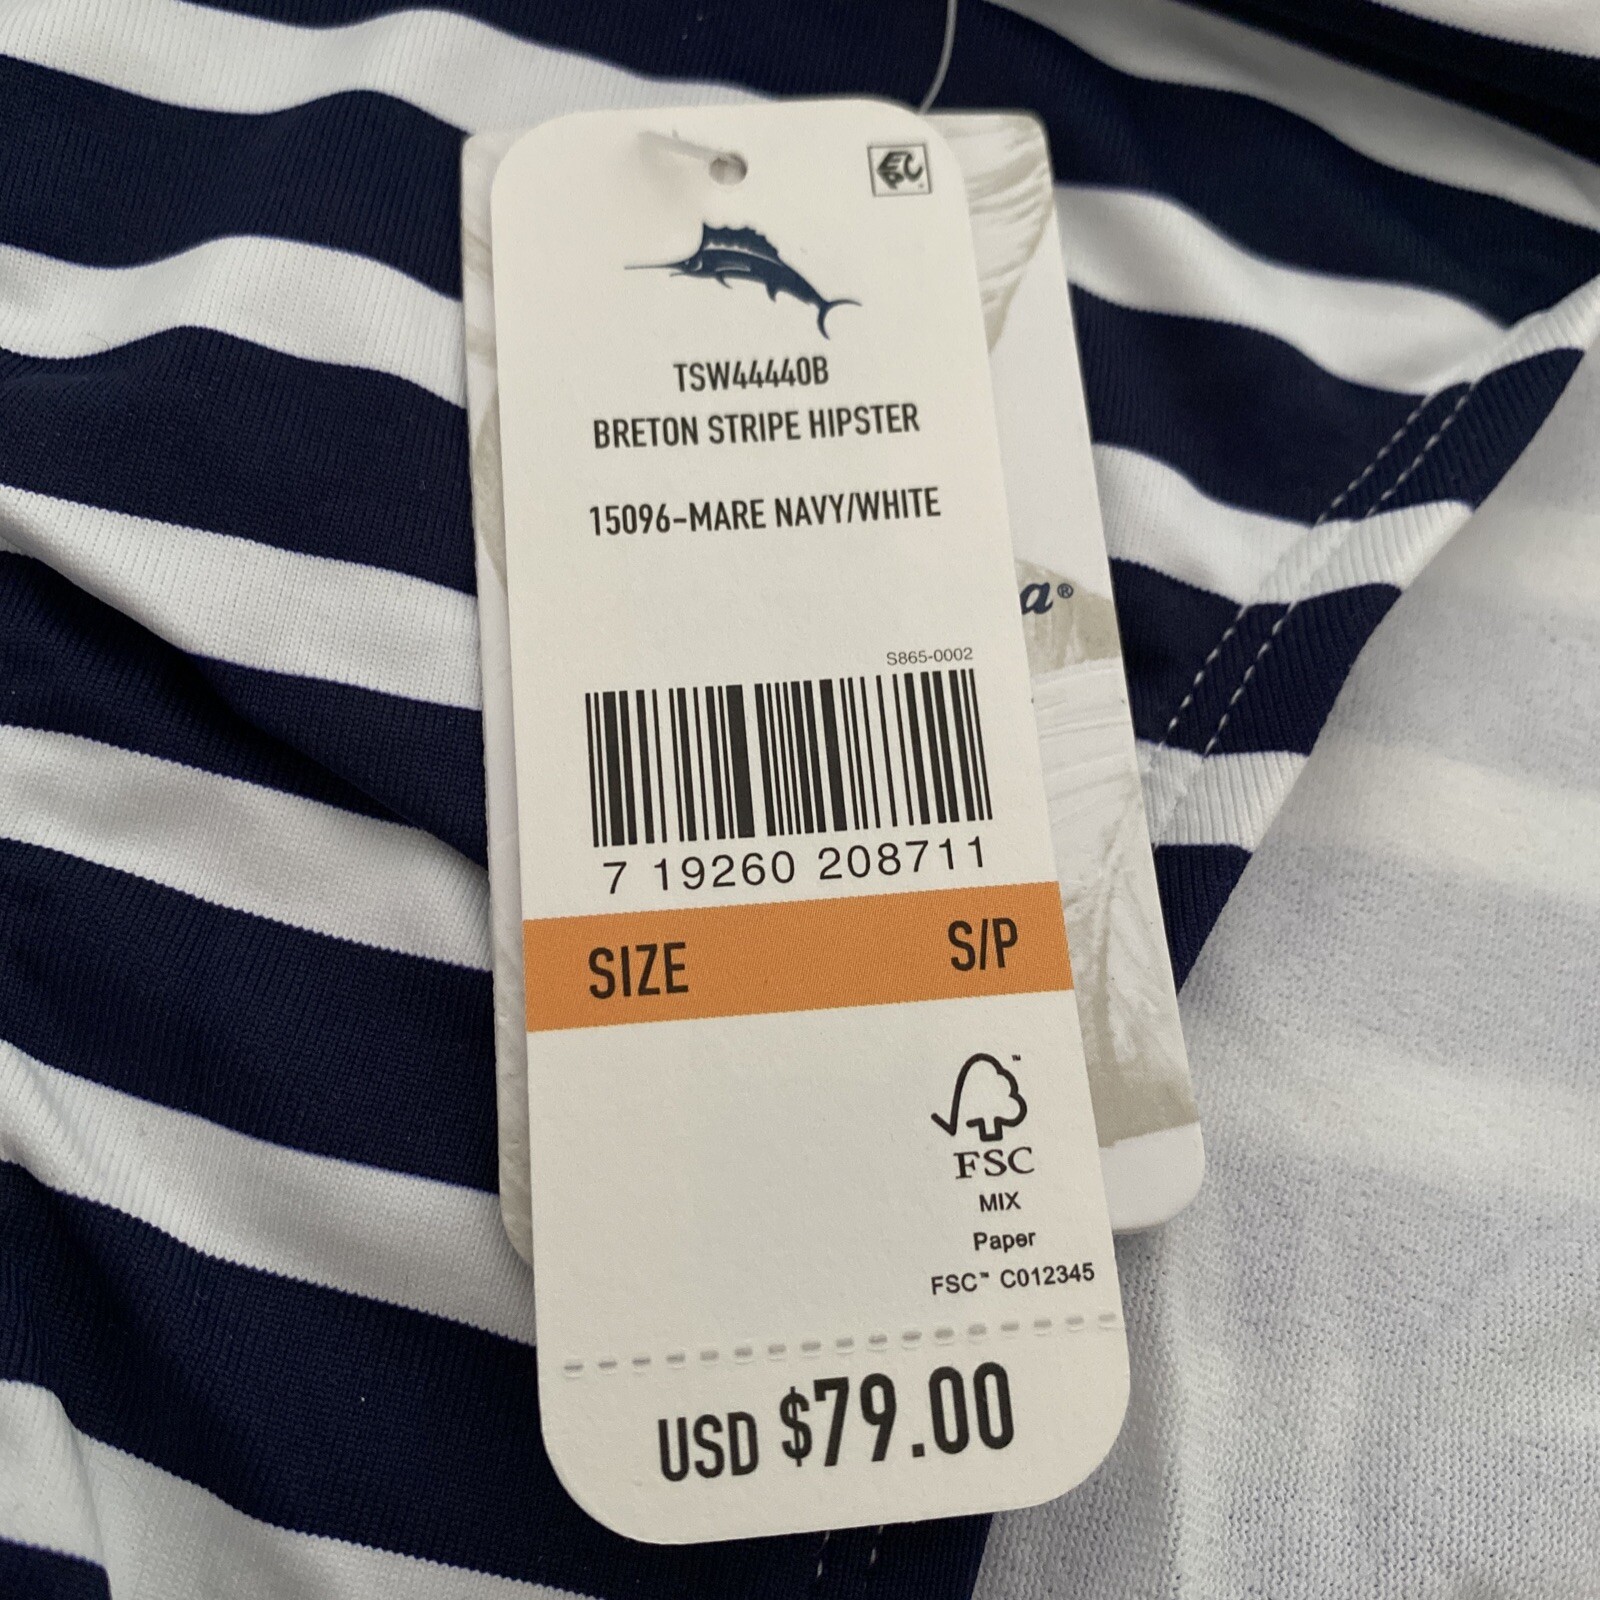 TSW44440B
BRETON STRIPE HIPSTER
15096-MARE NAVY/WHITE
a®
S865-0002
7 19260 208711
SIZE S/P
FSC
MIX
Paper
FSC™ C012345
USD $79.00